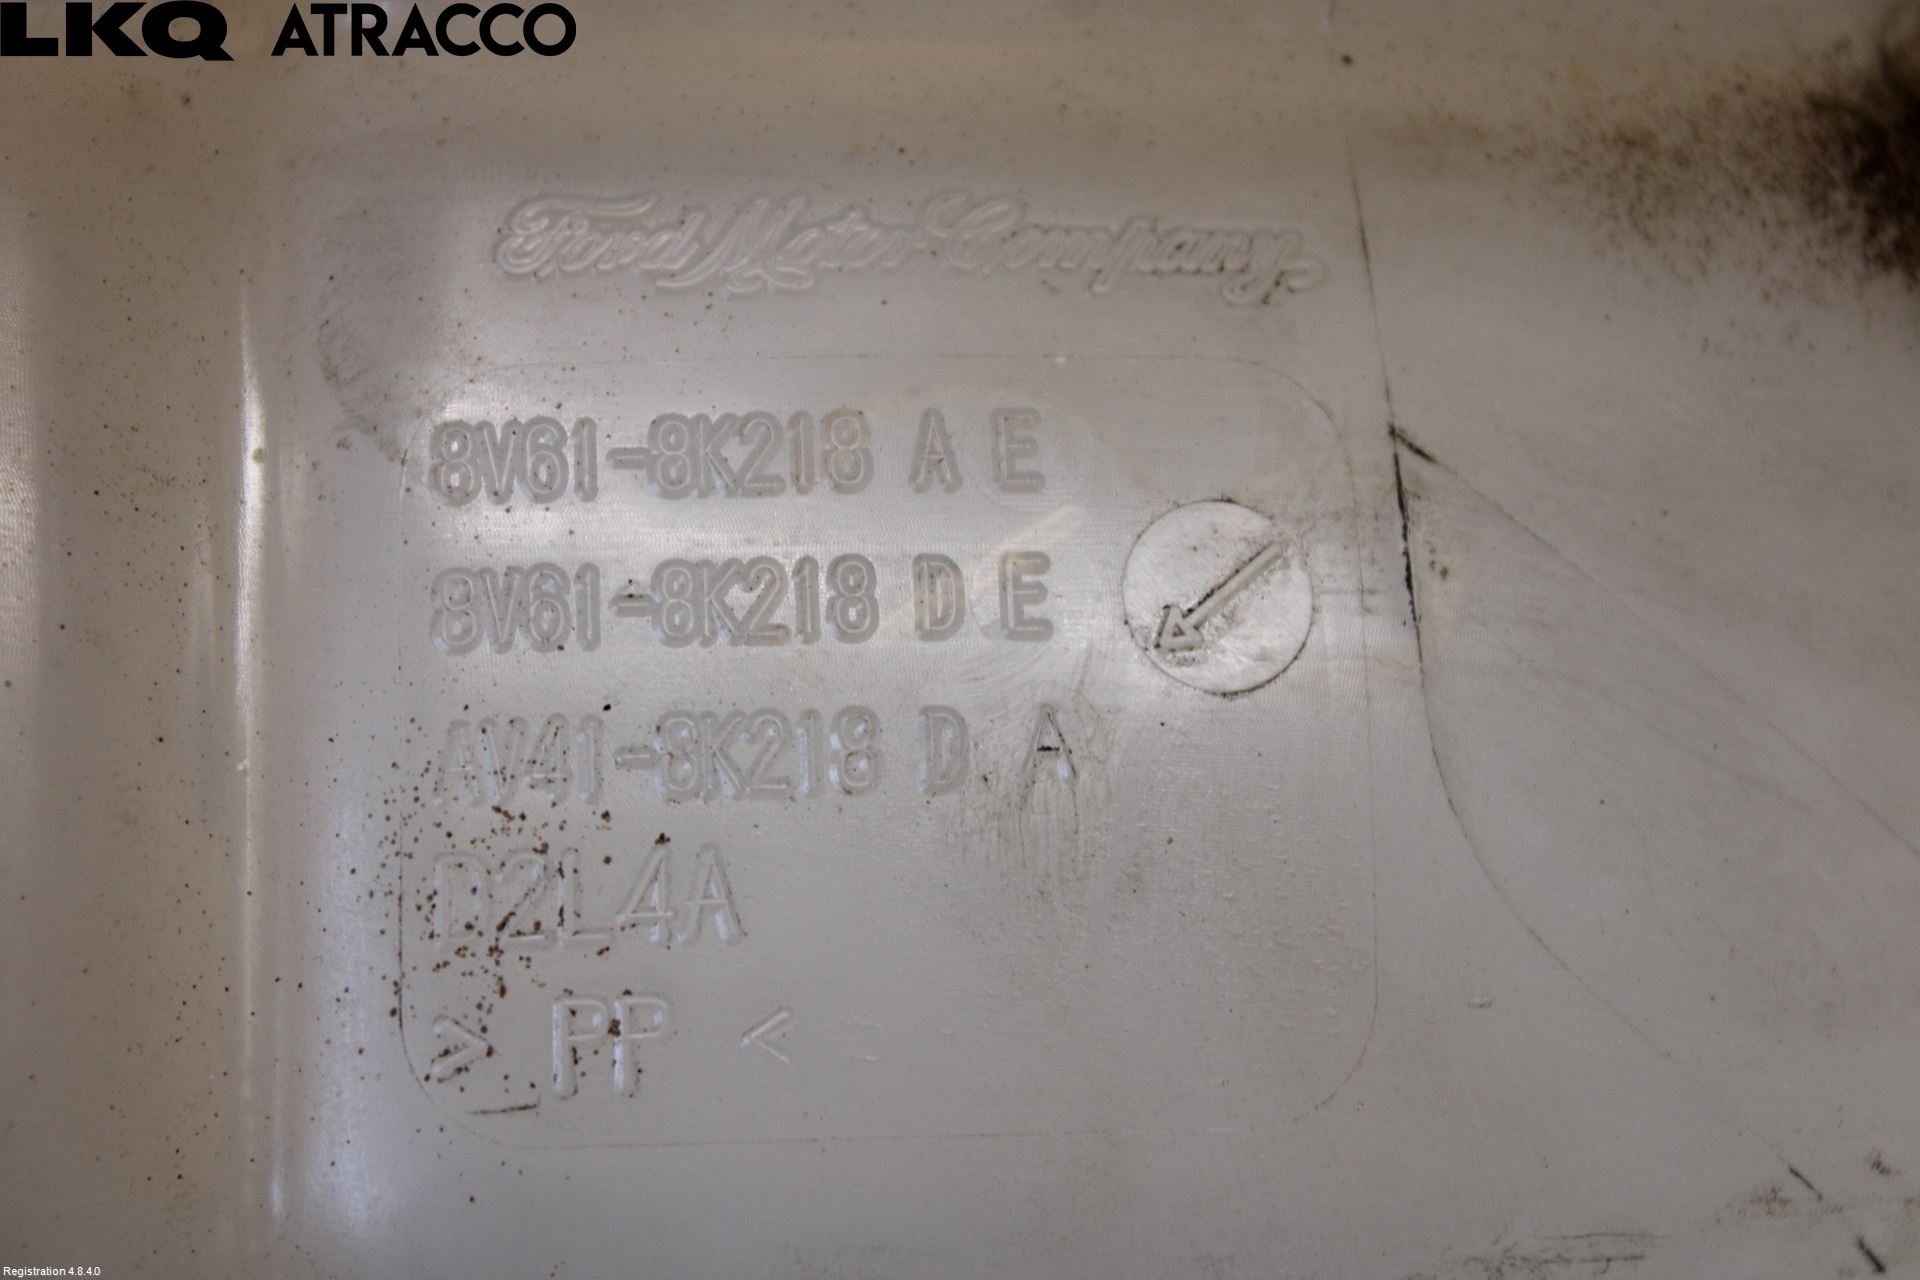 LKQ ATRACCO
Ford Motor Company
8V61-8K218 A E
8V61-8K218 D E
AV41-8K218 D A
D2L4A
> PP <
Registration 4.8.4.0